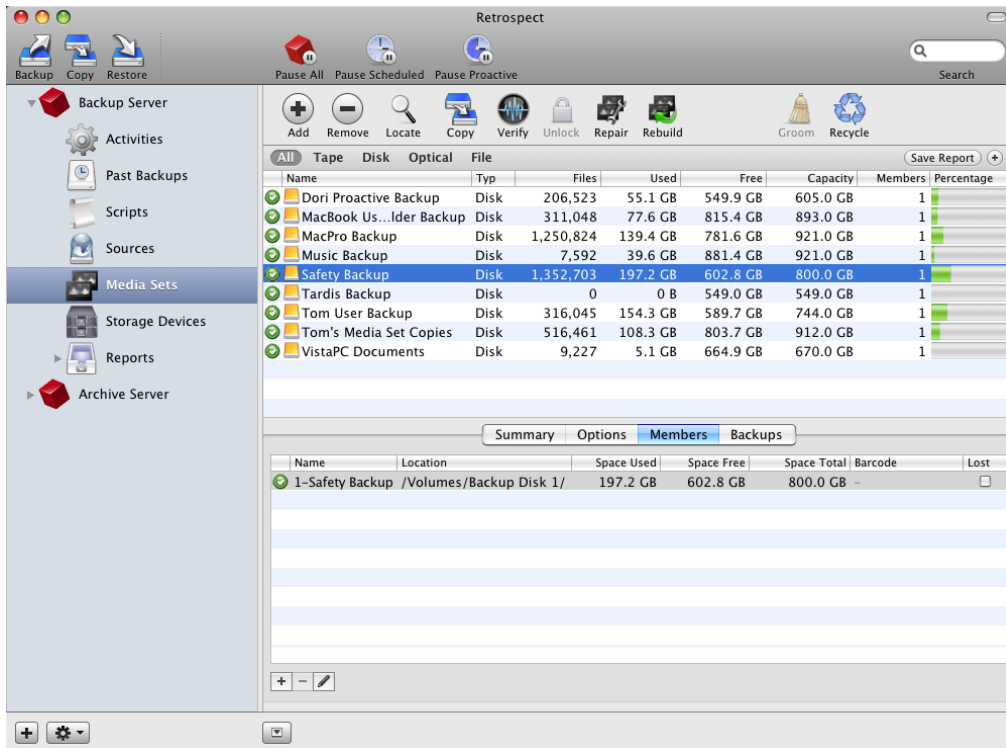 Retrospect
Backup Copy Restore Pause All Pause Scheduled Pause Proactive Search
Backup Server
Activities
Past Backups
Scripts
Sources
Media Sets
Storage Devices
Reports
Archive Server
Add Remove Locate Copy Verify Unlock Repair Rebuild Groom Recycle
All Tape Disk Optical File Save Report
Name Typ Files Used Free Capacity Members Percentage
Dori Proactive Backup Disk 206,523 55.1 GB 549.9 GB 605.0 GB 1
MacBook Us...lder Backup Disk 311,048 77.6 GB 815.4 GB 893.0 GB 1
MacPro Backup Disk 1,250,824 139.4 GB 781.6 GB 921.0 GB 1
Music Backup Disk 7,592 39.6 GB 881.4 GB 921.0 GB 1
Safety Backup Disk 1,352,703 197.2 GB 602.8 GB 800.0 GB 1
Tardis Backup Disk 0 0 B 549.0 GB 549.0 GB 1
Tom User Backup Disk 316,045 154.3 GB 589.7 GB 744.0 GB 1
Tom's Media Set Copies Disk 516,461 108.3 GB 803.7 GB 912.0 GB 1
VistaPC Documents Disk 9,227 5.1 GB 664.9 GB 670.0 GB 1
Summary Options Members Backups
Name Location Space Used Space Free Space Total Barcode Lost
1-Safety Backup /Volumes/Backup Disk 1/ 197.2 GB 602.8 GB 800.0 GB –